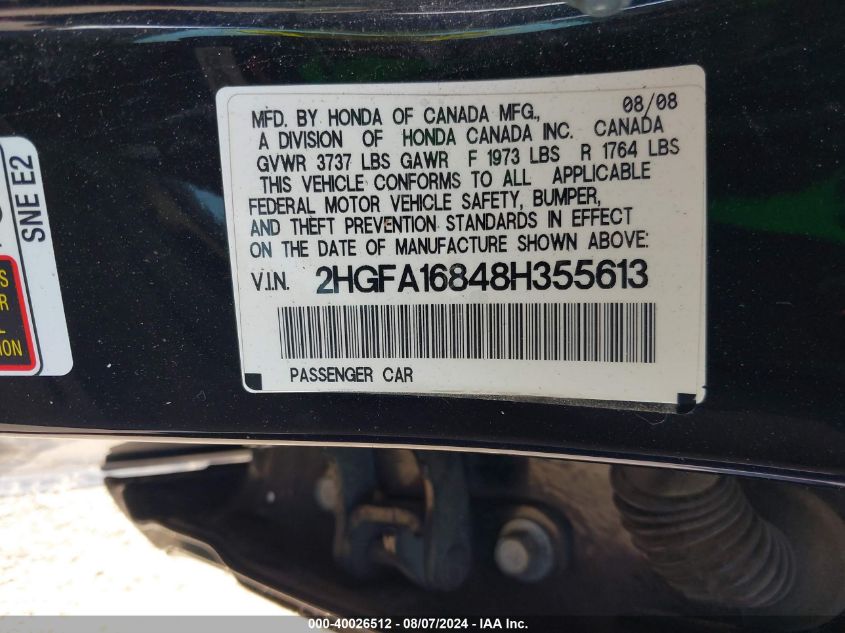 MFD. BY HONDA OF CANADA MFG., 08/08
A DIVISION OF HONDA CANADA INC. CANADA
GVWR 3737 LBS GAWR F 1973 LBS R 1764 LBS
THIS VEHICLE CONFORMS TO ALL APPLICABLE
FEDERAL MOTOR VEHICLE SAFETY, BUMPER,
AND THEFT PREVENTION STANDARDS IN EFFECT
ON THE DATE OF MANUFACTURE SHOWN ABOVE:
V.I.N. 2HGFA16848H355613
PASSENGER CAR
SNE E2
000-40026512 - 08/07/2024 - IAA Inc.